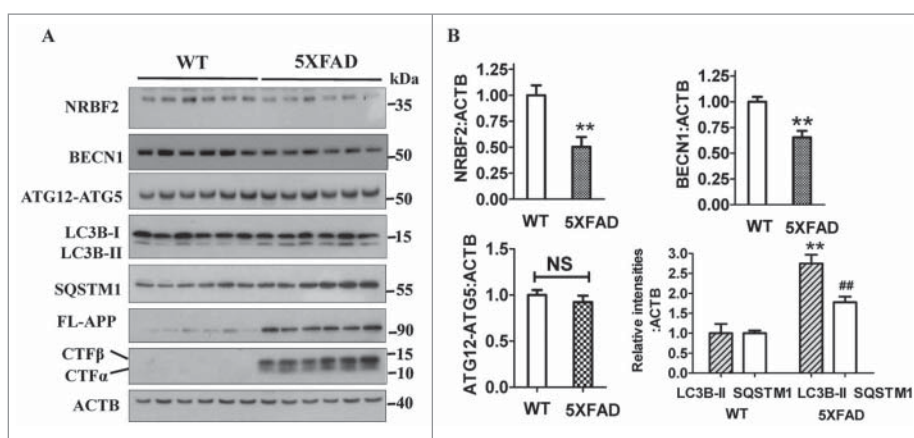 A
WT 5XFAD
kDa
NRBF2 35
BECN1 50
ATG12-ATG5 50
LC3B-I 15
LC3B-II
SQSTM1 55
FL-APP 90
CTFβ 15
CTFα 10
ACTB 40
B
NRBF2:ACTB
1.25
1.00
0.75
0.50
0.25
0.00
**
WT 5XFAD
BECN1:ACTB
1.25
1.00
0.75
0.50
0.25
0.00
**
WT 5XFAD
ATG12-ATG5:ACTB
1.5
1.0
0.5
0.0
NS
WT 5XFAD
Relative intensities
:ACTB
3.0
2.5
2.0
1.5
1.0
0.5
0.0
**
##
LC3B-II SQSTM1 LC3B-II SQSTM1
WT 5XFAD